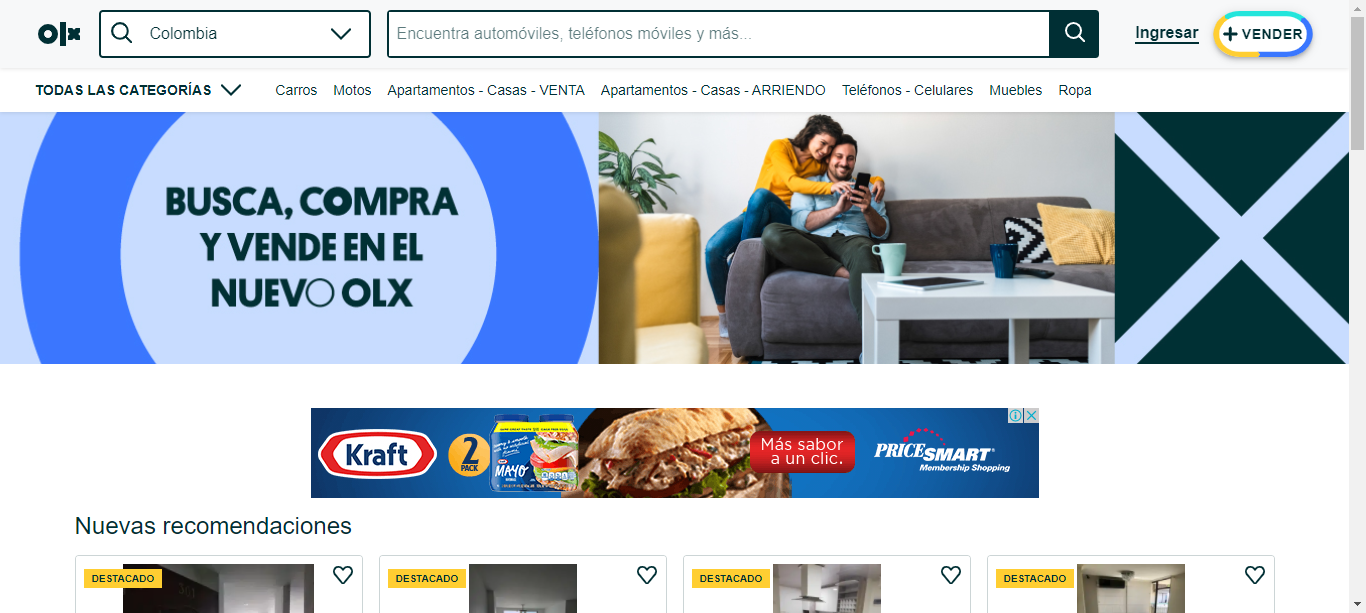 olx
Colombia
Encuentra automóviles, teléfonos móviles y más...
Ingresar
+ VENDER
TODAS LAS CATEGORÍAS
Carros
Motos
Apartamentos - Casas - VENTA
Apartamentos - Casas - ARRIENDO
Teléfonos - Celulares
Muebles
Ropa
BUSCA, COMPRA
Y VENDE EN EL
NUEVO OLX
Kraft
2
PACK
MAYO
Más sabor
a un clic.
PRICESMART
Membership Shopping
Nuevas recomendaciones
DESTACADO
DESTACADO
DESTACADO
DESTACADO